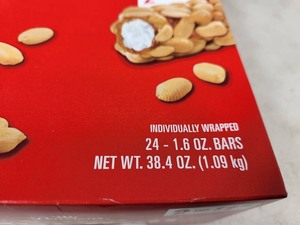 INDIVIDUALLY WRAPPED
24 - 1.6 OZ. BARS
NET WT. 38.4 OZ. (1.09 kg)